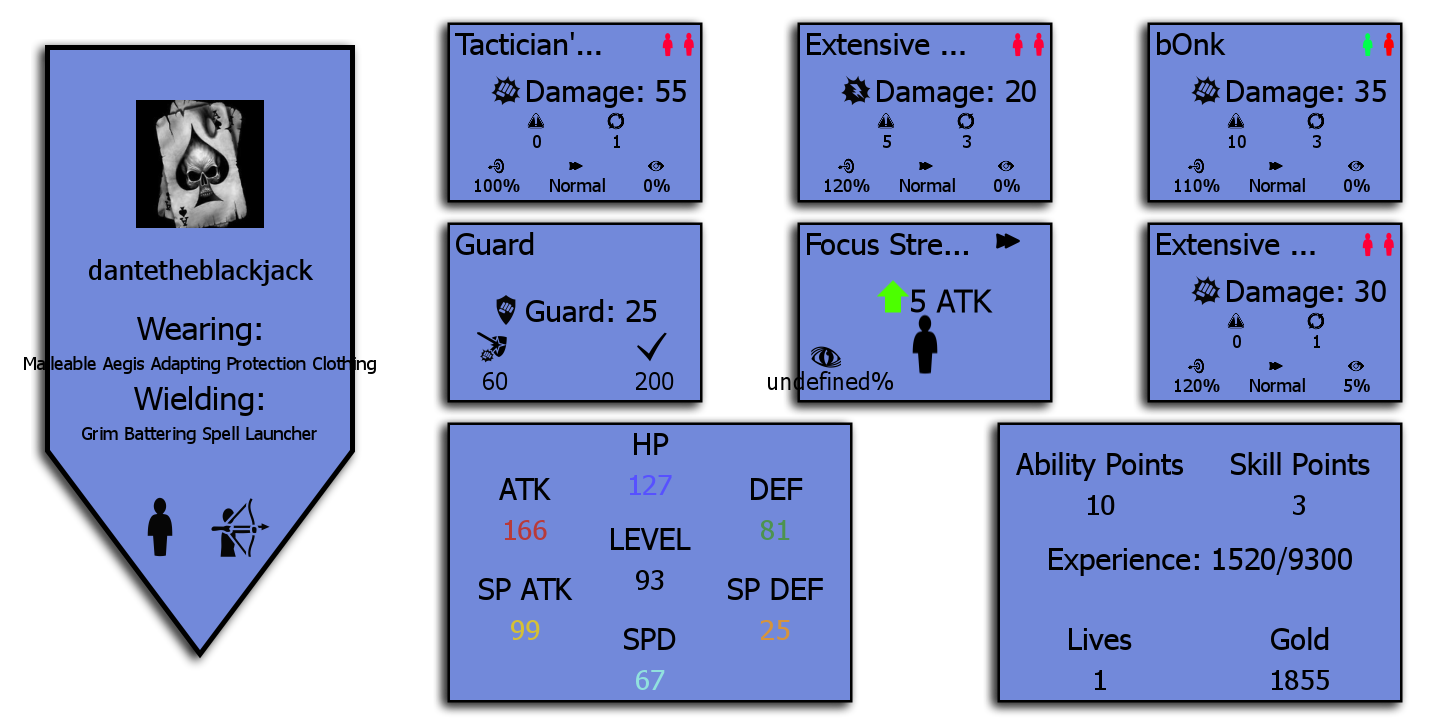 dantetheblackjack
Wearing:
Malleable Aegis Adapting Protection Clothing
Wielding:
Grim Battering Spell Launcher
Tactician'...
Damage: 55
0 1
100% Normal 0%
Extensive ...
Damage: 20
5 3
120% Normal 0%
bOnk
Damage: 35
10 3
110% Normal 0%
Guard
Guard: 25
60 200
Focus Stre...
5 ATK
undefined%
Extensive ...
Damage: 30
0 1
120% Normal 5%
HP
127
ATK DEF
166 81
LEVEL
93
SP ATK SP DEF
99 25
SPD
67
Ability Points Skill Points
10 3
Experience: 1520/9300
Lives Gold
1 1855